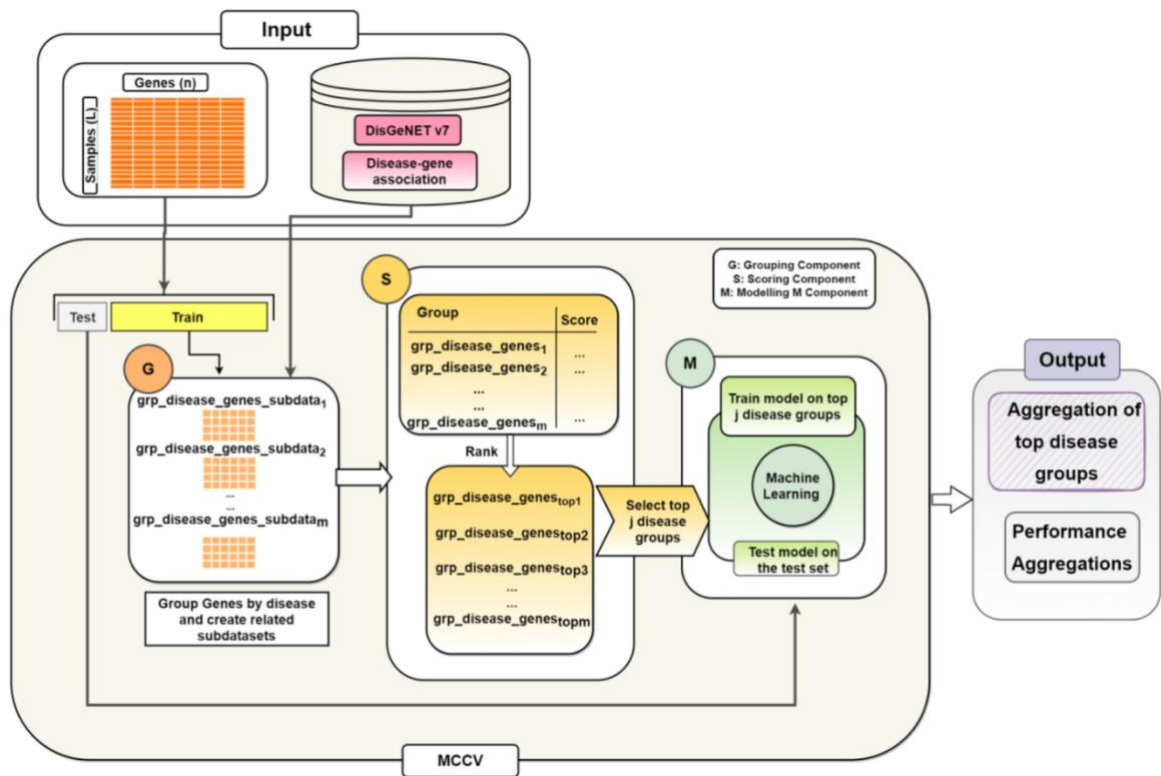 Input
Genes (n)
Samples (L)
DisGeNET v7
Disease-gene
association
G: Grouping Component
S: Scoring Component
M: Modelling M Component
Test
Train
G
grp_disease_genes_subdata1
grp_disease_genes_subdata2
...
...
grp_disease_genes_subdatam
Group Genes by disease
and create related
subdatasets
S
Group Score
grp_disease_genes1 ...
grp_disease_genes2 ...
...
...
grp_disease_genesm ...
Rank
grp_disease_genestop1
grp_disease_genestop2
grp_disease_genestop3
...
...
grp_disease_genestopm
Select top
j disease
groups
M
Train model on top
j disease groups
Machine
Learning
Test model on
the test set
Output
Aggregation of
top disease
groups
Performance
Aggregations
MCCV